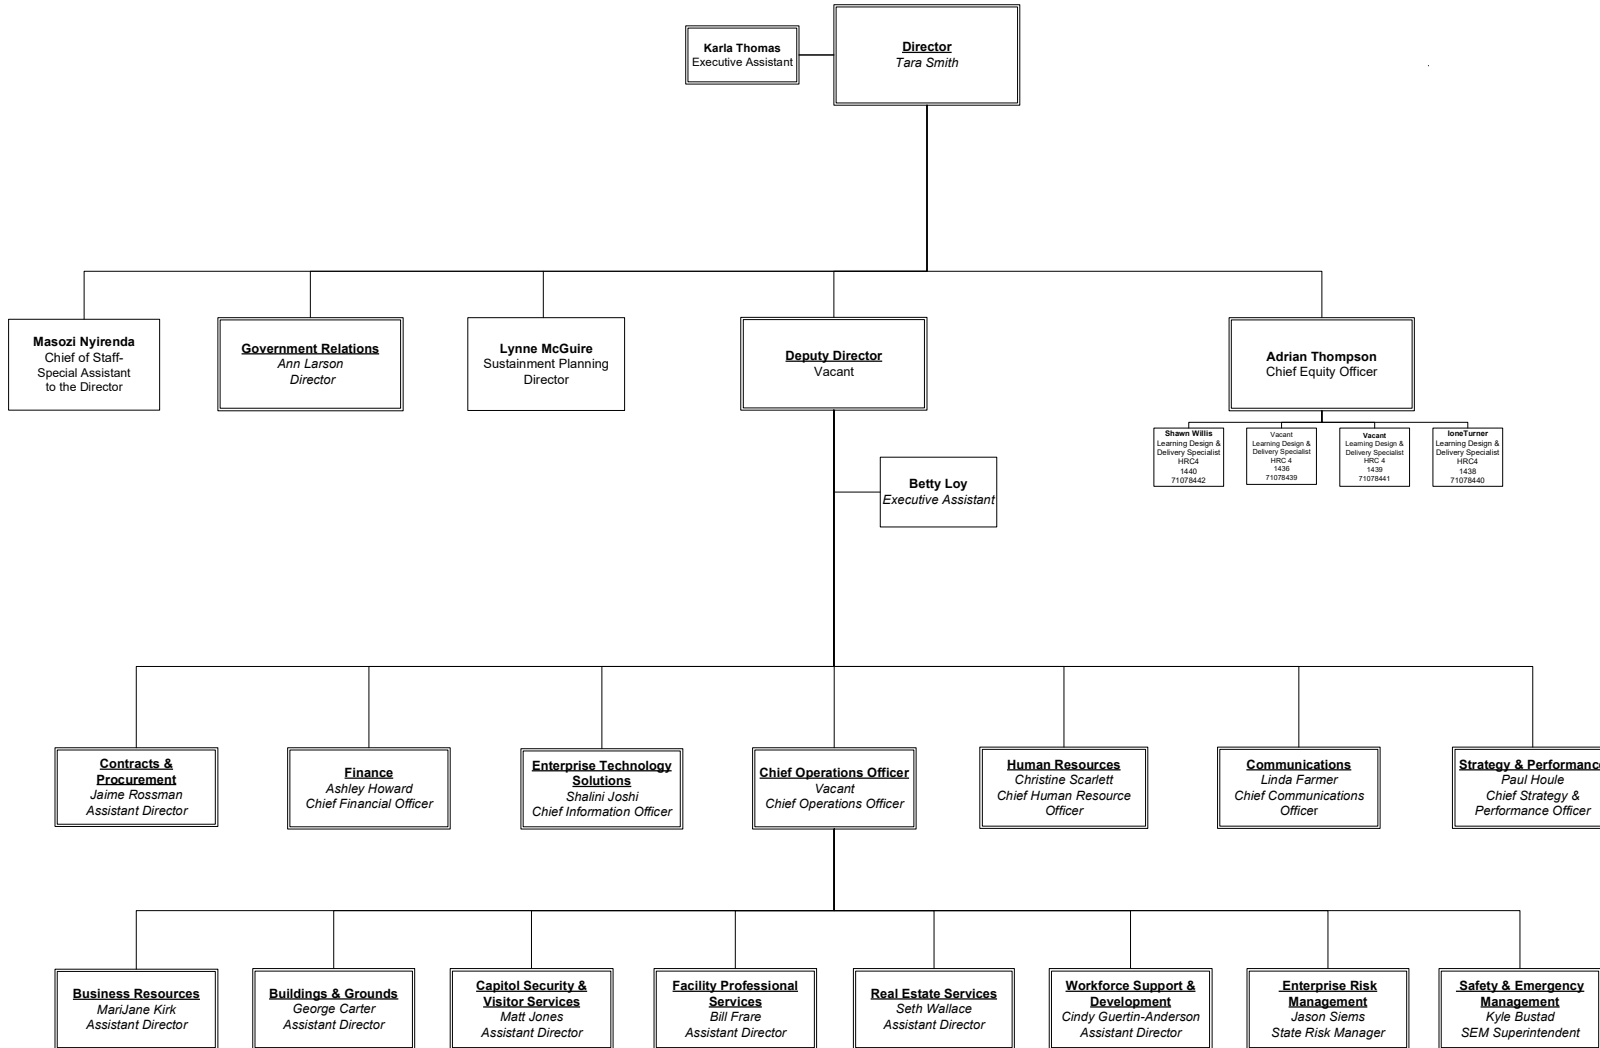 Karla Thomas
Executive Assistant
Director
Tara Smith
Masozi Nyirenda
Chief of Staff-
Special Assistant
to the Director
Government Relations
Ann Larson
Director
Lynne McGuire
Sustainment Planning
Director
Deputy Director
Vacant
Adrian Thompson
Chief Equity Officer
Shawn Willis
Learning Design &
Delivery Specialist
HRC4
1440
71078442
Vacant
Learning Design &
Delivery Specialist
HRC 4
1436
71078439
Vacant
Learning Design &
Delivery Specialist
HRC 4
1439
71078441
IoneTurner
Learning Design &
Delivery Specialist
HRC4
1438
71078440
Betty Loy
Executive Assistant
Contracts &
Procurement
Jaime Rossman
Assistant Director
Finance
Ashley Howard
Chief Financial Officer
Enterprise Technology
Solutions
Shalini Joshi
Chief Information Officer
Chief Operations Officer
Vacant
Chief Operations Officer
Human Resources
Christine Scarlett
Chief Human Resource
Officer
Communications
Linda Farmer
Chief Communications
Officer
Strategy & Performance
Paul Houle
Chief Strategy &
Performance Officer
Business Resources
MariJane Kirk
Assistant Director
Buildings & Grounds
George Carter
Assistant Director
Capitol Security &
Visitor Services
Matt Jones
Assistant Director
Facility Professional
Services
Bill Frare
Assistant Director
Real Estate Services
Seth Wallace
Assistant Director
Workforce Support &
Development
Cindy Guertin-Anderson
Assistant Director
Enterprise Risk
Management
Jason Siems
State Risk Manager
Safety & Emergency
Management
Kyle Bustad
SEM Superintendent